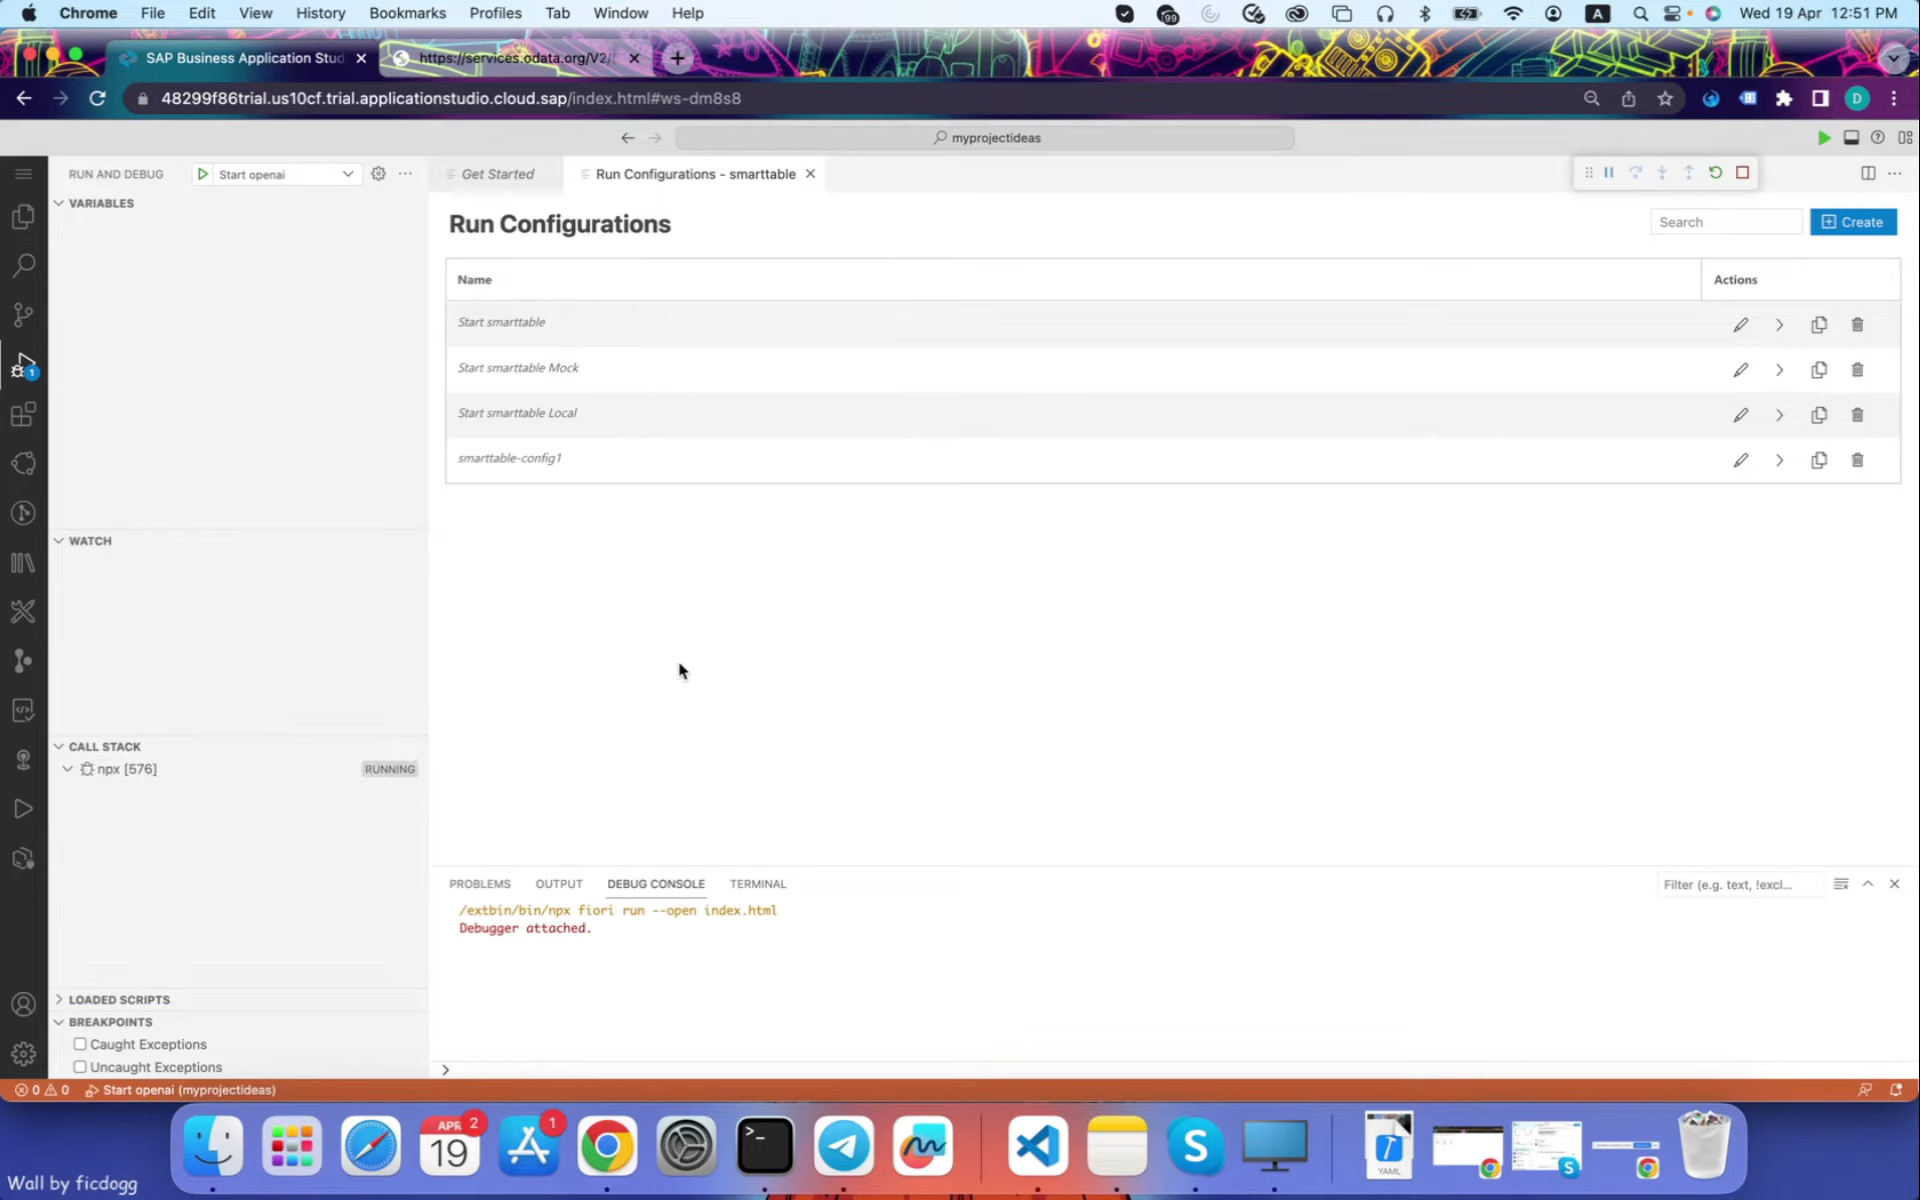 Chrome File Edit View History Bookmarks Profiles Tab Window Help
99
A
Wed 19 Apr 12:51 PM
SAP Business Application Stud
https://services.odata.org/V2/
48299f86trial.us10cf.trial.applicationstudio.cloud.sap/index.html#ws-dm8s8
D
myprojectideas
RUN AND DEBUG
Start openai
Get Started
Run Configurations - smarttable
VARIABLES
Run Configurations
Search
Create
Name
Actions
Start smarttable
Start smarttable Mock
Start smarttable Local
smarttable-config1
1
WATCH
CALL STACK
npx [576]
RUNNING
PROBLEMS OUTPUT DEBUG CONSOLE TERMINAL
Filter (e.g. text, !excl...
/extbin/bin/npx fiori run --open index.html
Debugger attached.
LOADED SCRIPTS
BREAKPOINTS
Caught Exceptions
Uncaught Exceptions
0 0 Start openai (myprojectideas)
APR
2
19
1
S
YAML
S
Wall by ficdogg